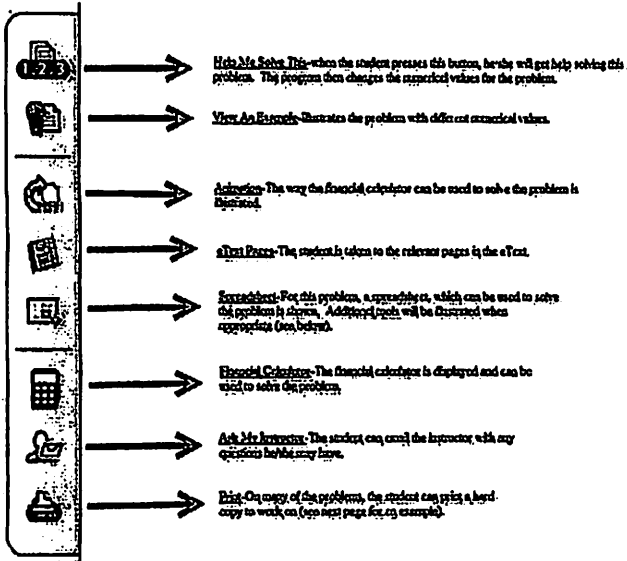 1.2.3
Help Me Solve This-when the student presses this button, he/she will get help solving this
problem. The program then changes the numerical values for the problem.
View An Example-illustrates the problem with different numerical values.
Animation-The way the financial calculator can be used to solve the problem is
illustrated.
eText Pages-The student is taken to the relevant pages in the eText.
Spreadsheet-For this problem, a spreadsheet, which can be used to solve
the problem is shown. Additional tools will be illustrated when
appropriate (see below).
Financial Calculator-The financial calculator is displayed and can be
used to solve the problem.
Ask My Instructor-The student can email the instructor with any
questions he/she may have.
Print-On many of the problems, the student can print a hard
copy to work on (see next page for an example).